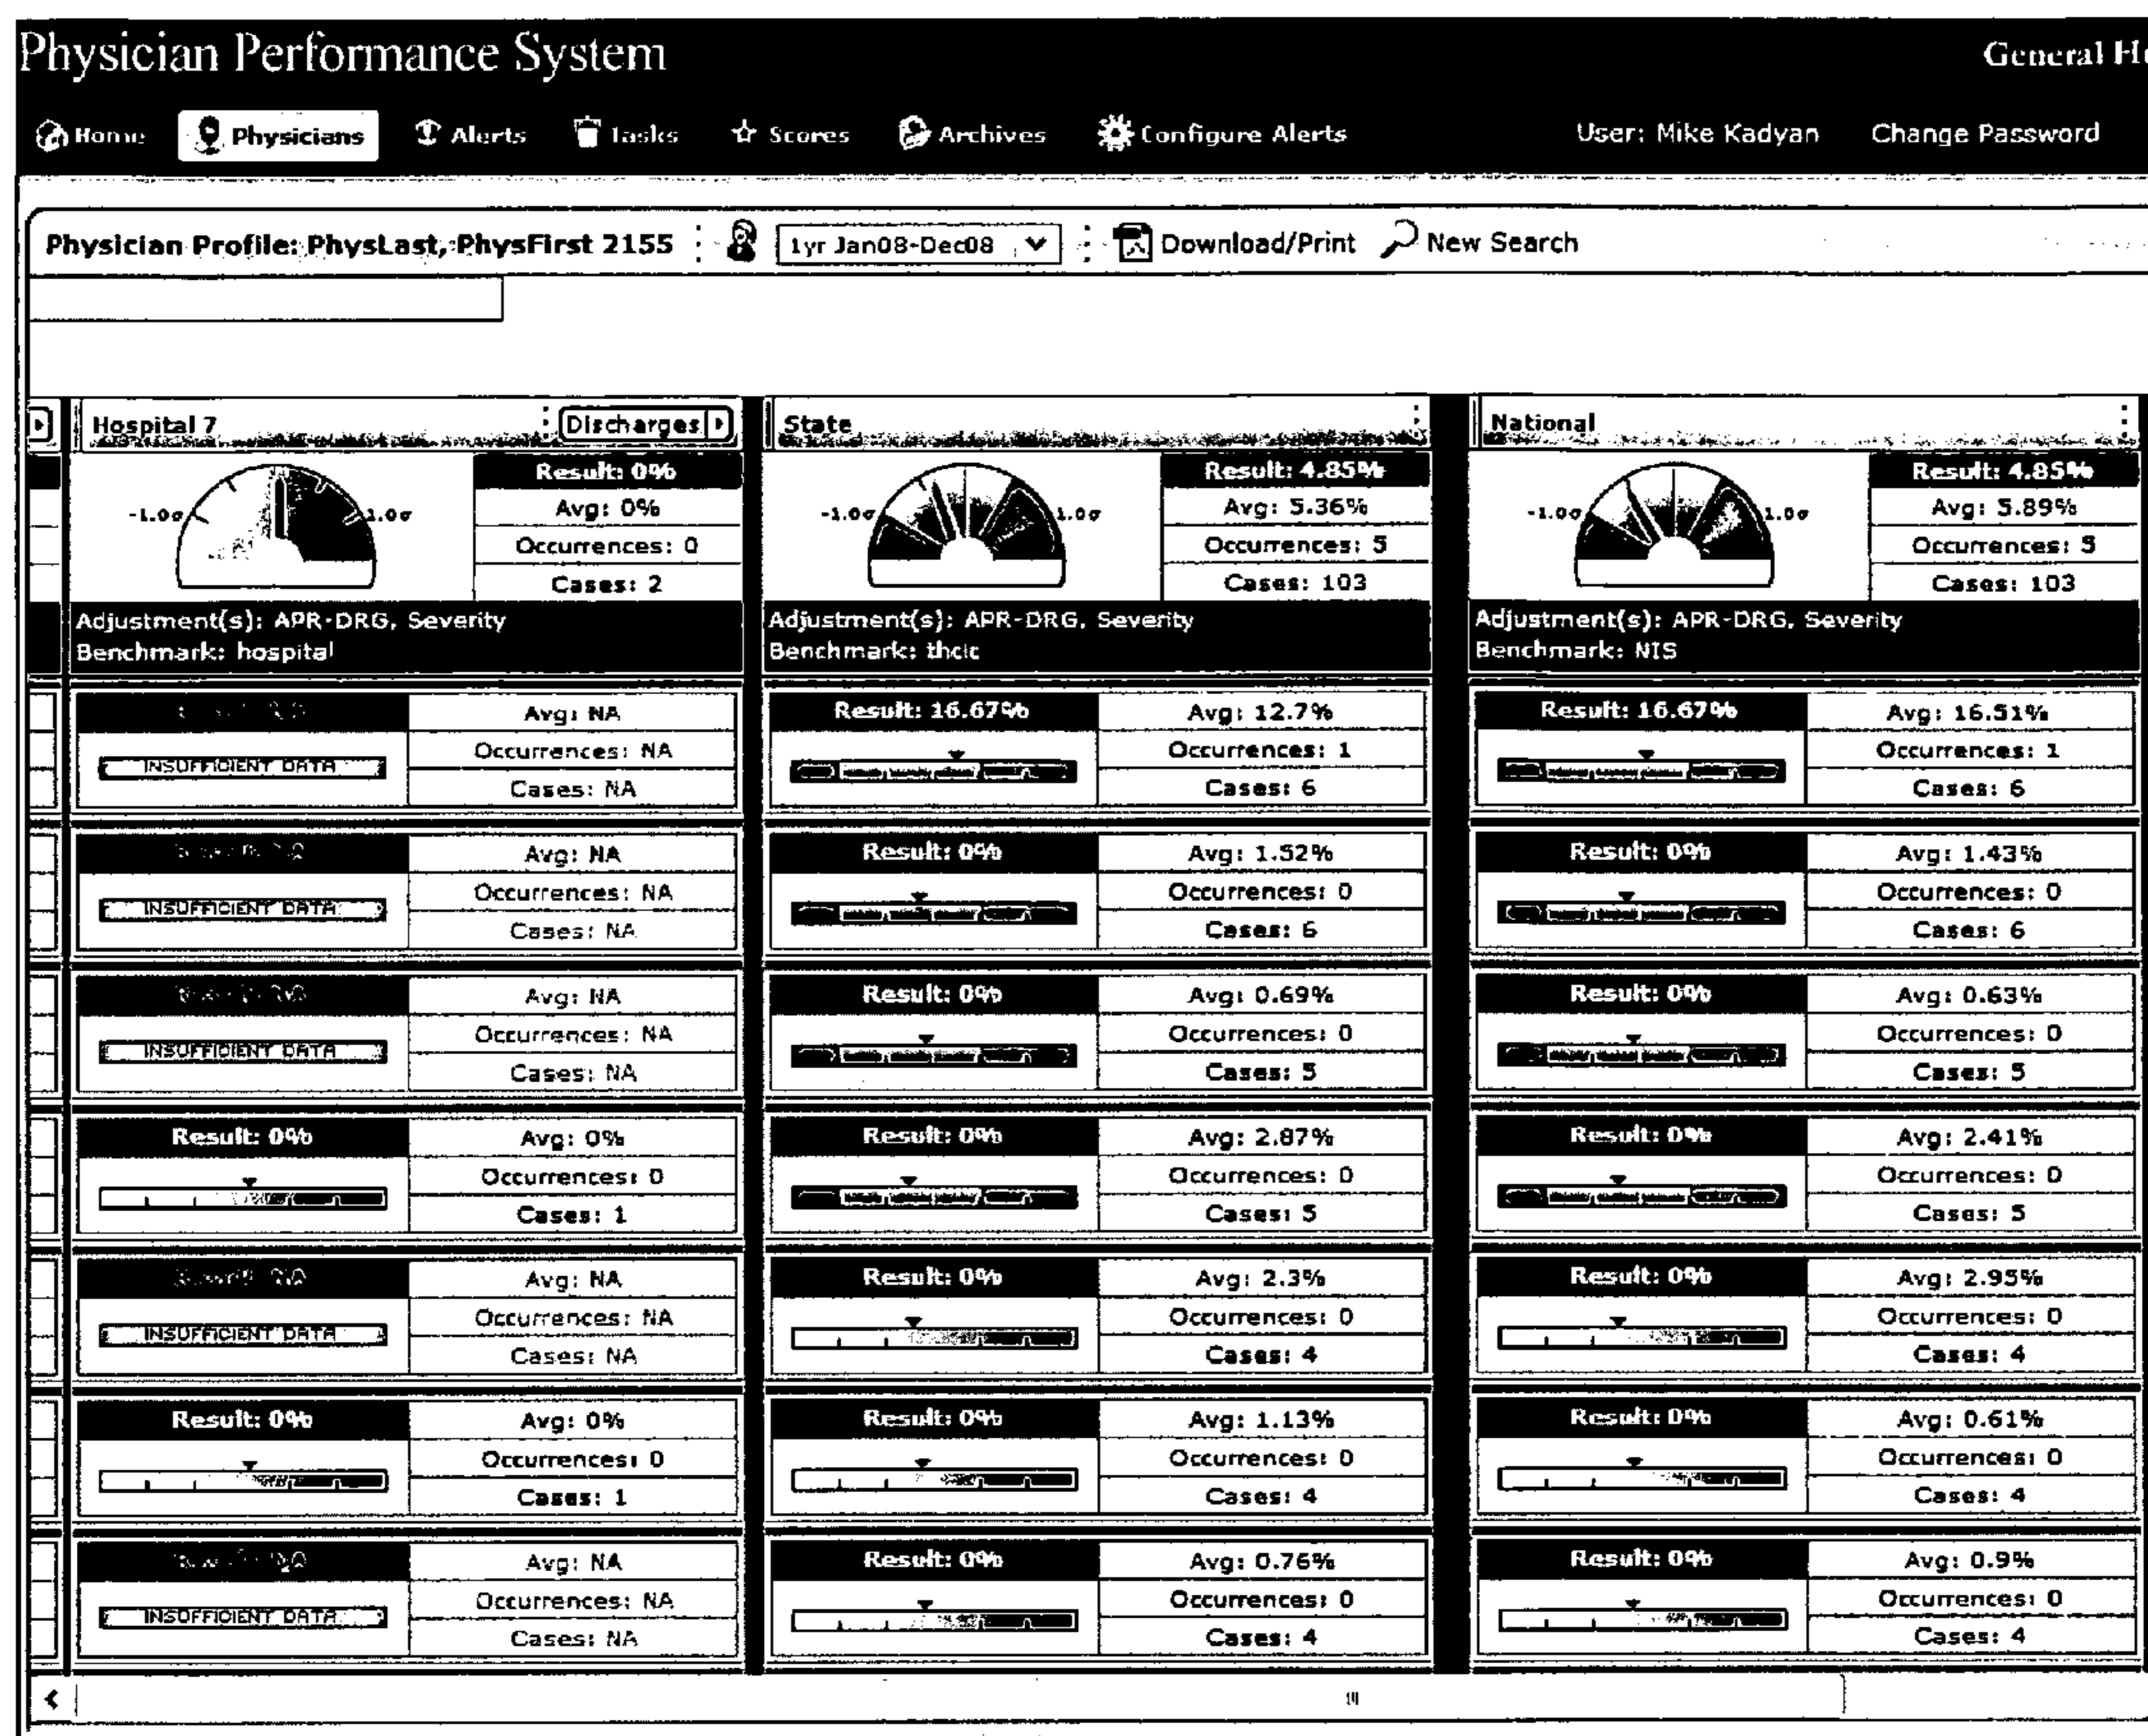 Physician Performance System
General
Home Physicians Alerts Tasks Scores Archives Configure Alerts User: Mike Kadyan Change Password
Physician Profile: PhysLast, PhysFirst 2155 1yr Jan08-Dec08 Download/Print New Search
Hospital 7 Discharges State National
Result: 0% Result: 4.85% Result: 4.85%
-1.0σ 1.0σ Avg: 0% -1.0σ 1.0σ Avg: 5.36% -1.0σ 1.0σ Avg: 5.89%
Occurrences: 0 Occurrences: 5 Occurrences: 5
Cases: 2 Cases: 103 Cases: 103
Adjustment(s): APR-DRG, Severity Adjustment(s): APR-DRG, Severity Adjustment(s): APR-DRG, Severity
Benchmark: hospital Benchmark: thcic Benchmark: NIS
Avg: NA Result: 16.67% Avg: 12.7% Result: 16.67% Avg: 16.51%
Occurrences: NA Occurrences: 1 Occurrences: 1
INSUFFICIENT DATA Cases: NA Cases: 6 Cases: 6
Avg: NA Result: 0% Avg: 1.52% Result: 0% Avg: 1.43%
Occurrences: NA Occurrences: 0 Occurrences: 0
INSUFFICIENT DATA Cases: NA Cases: 6 Cases: 6
Avg: NA Result: 0% Avg: 0.69% Result: 0% Avg: 0.63%
Occurrences: NA Occurrences: 0 Occurrences: 0
INSUFFICIENT DATA Cases: NA Cases: 5 Cases: 5
Result: 0% Avg: 0% Result: 0% Avg: 2.87% Result: 0% Avg: 2.41%
Occurrences: 0 Occurrences: 0 Occurrences: 0
Cases: 1 Cases: 5 Cases: 5
Avg: NA Result: 0% Avg: 2.3% Result: 0% Avg: 2.95%
Occurrences: NA Occurrences: 0 Occurrences: 0
INSUFFICIENT DATA Cases: NA Cases: 4 Cases: 4
Result: 0% Avg: 0% Result: 0% Avg: 1.13% Result: 0% Avg: 0.61%
Occurrences: 0 Occurrences: 0 Occurrences: 0
Cases: 1 Cases: 4 Cases: 4
Avg: NA Result: 0% Avg: 0.76% Result: 0% Avg: 0.9%
Occurrences: NA Occurrences: 0 Occurrences: 0
INSUFFICIENT DATA Cases: NA Cases: 4 Cases: 4